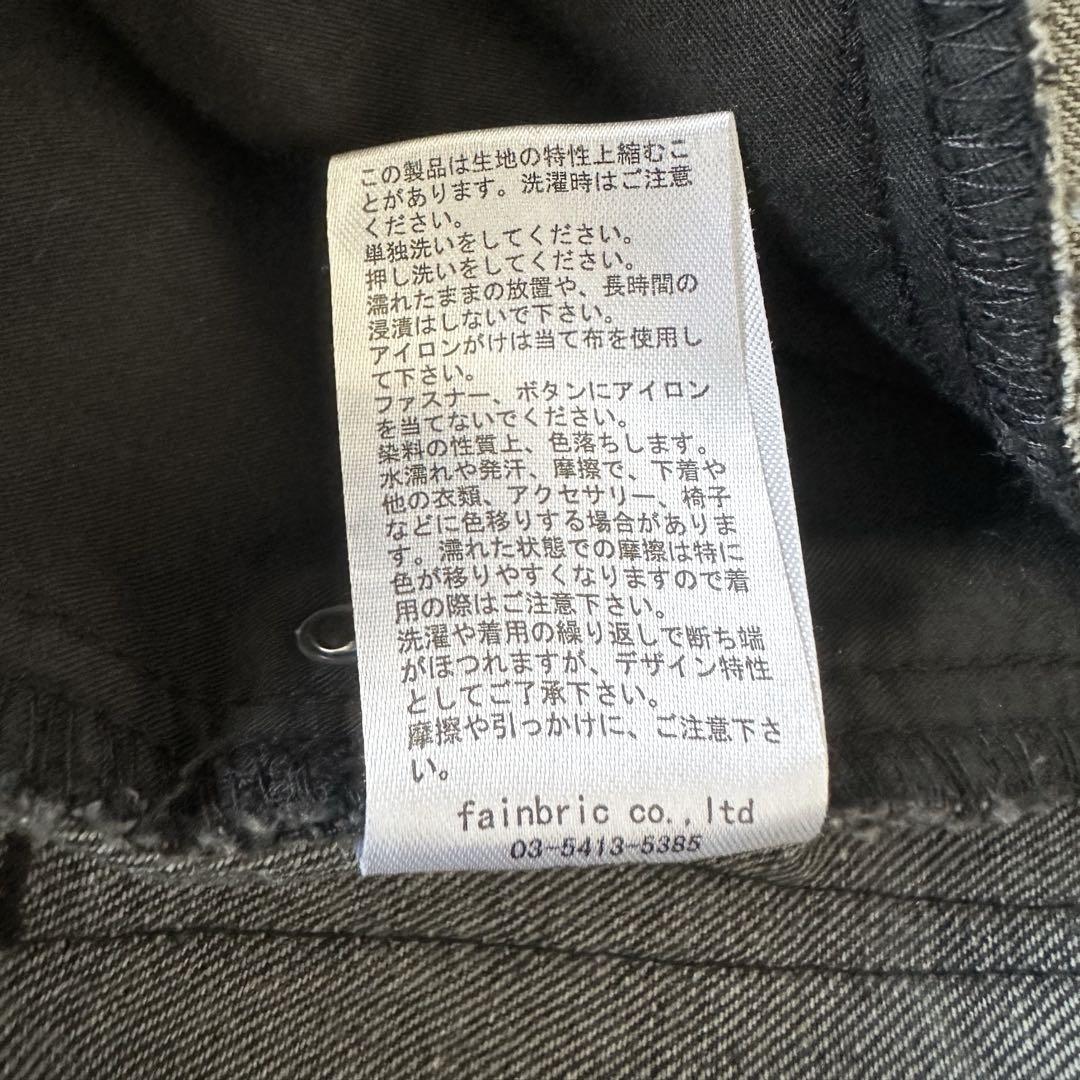 この製品は生地の特性上縮むこ
とがあります。洗濯時はご注意
ください。
単独洗いをしてください。
押し洗いをしてください。
濡れたままの放置や、長時間の
浸漬はしないで下さい。
アイロンがけは当て布を使用し
て下さい。
ファスナー、ボタンにアイロン
を当てないでください。
染料の性質上、色落ちします。
水濡れや発汗、摩擦で、下着や
他の衣類、アクセサリー、椅子
などに色移りする場合がありま
す。濡れた状態での摩擦は特に
色が移りやすくなりますので着
用の際はご注意下さい。
洗濯や着用の繰り返しで断ち端
がほつれますが、デザイン特性
としてご了承下さい。
摩擦や引っかけに、ご注意下さ
い。
fainbric co.,ltd
03-5413-5385